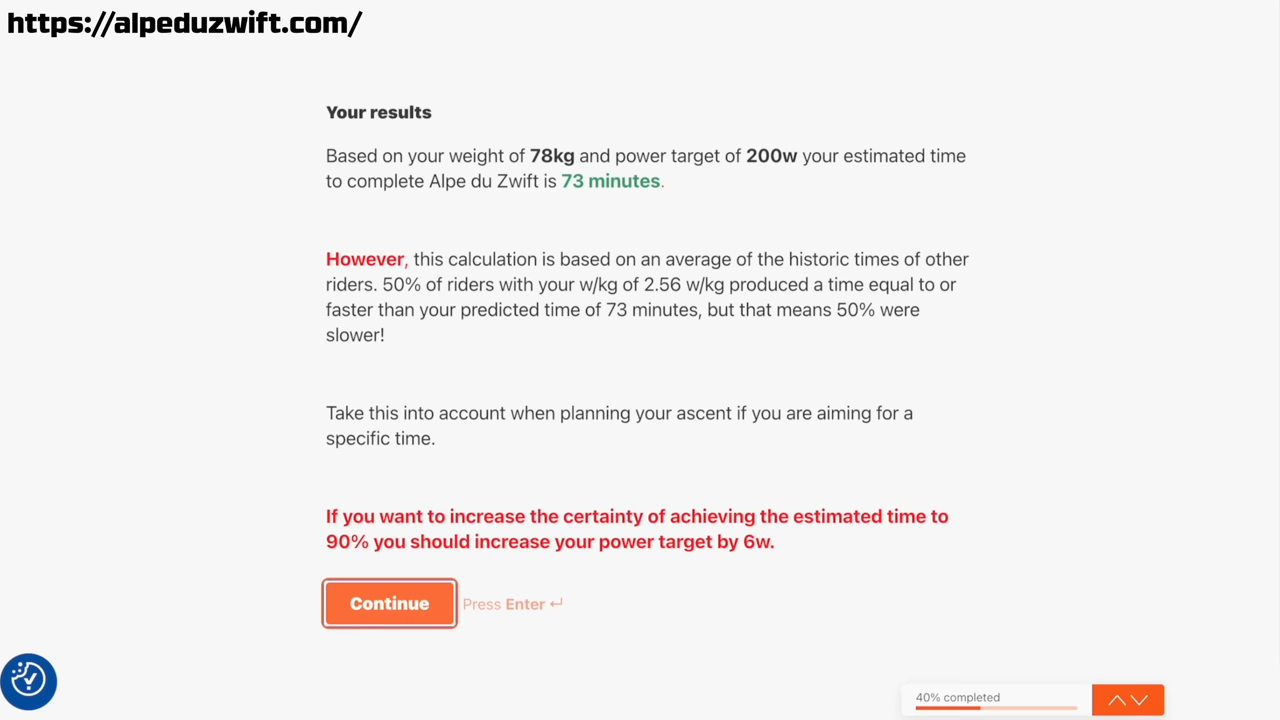 https://alpeduzwift.com/
Your results
Based on your weight of 78kg and power target of 200w your estimated time
to complete Alpe du Zwift is 73 minutes.
However, this calculation is based on an average of the historic times of other
riders. 50% of riders with your w/kg of 2.56 w/kg produced a time equal to or
faster than your predicted time of 73 minutes, but that means 50% were
slower!
Take this into account when planning your ascent if you are aiming for a
specific time.
If you want to increase the certainty of achieving the estimated time to
90% you should increase your power target by 6w.
Continue Press Enter ↵
40% completed